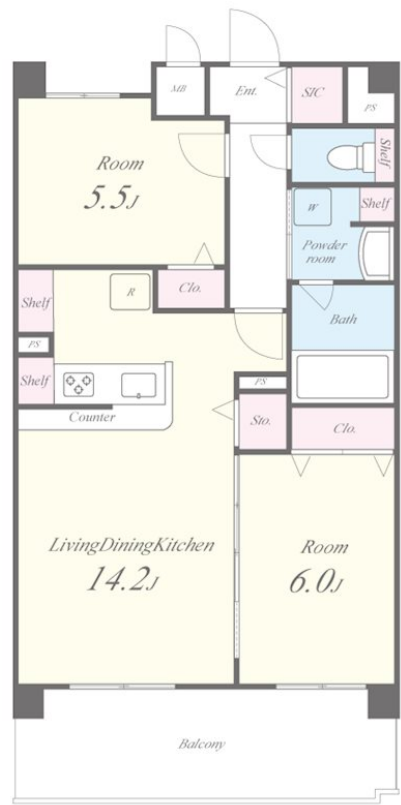 MB
Ent.
SIC
PS
Room
5.5J
Shelf
W
Shelf
Powder
room
Shelf
R
Clo.
Bath
PS
Shelf
Counter
PS
Sto.
Clo.
LivingDiningKitchen
14.2J
Room
6.0J
Balcony